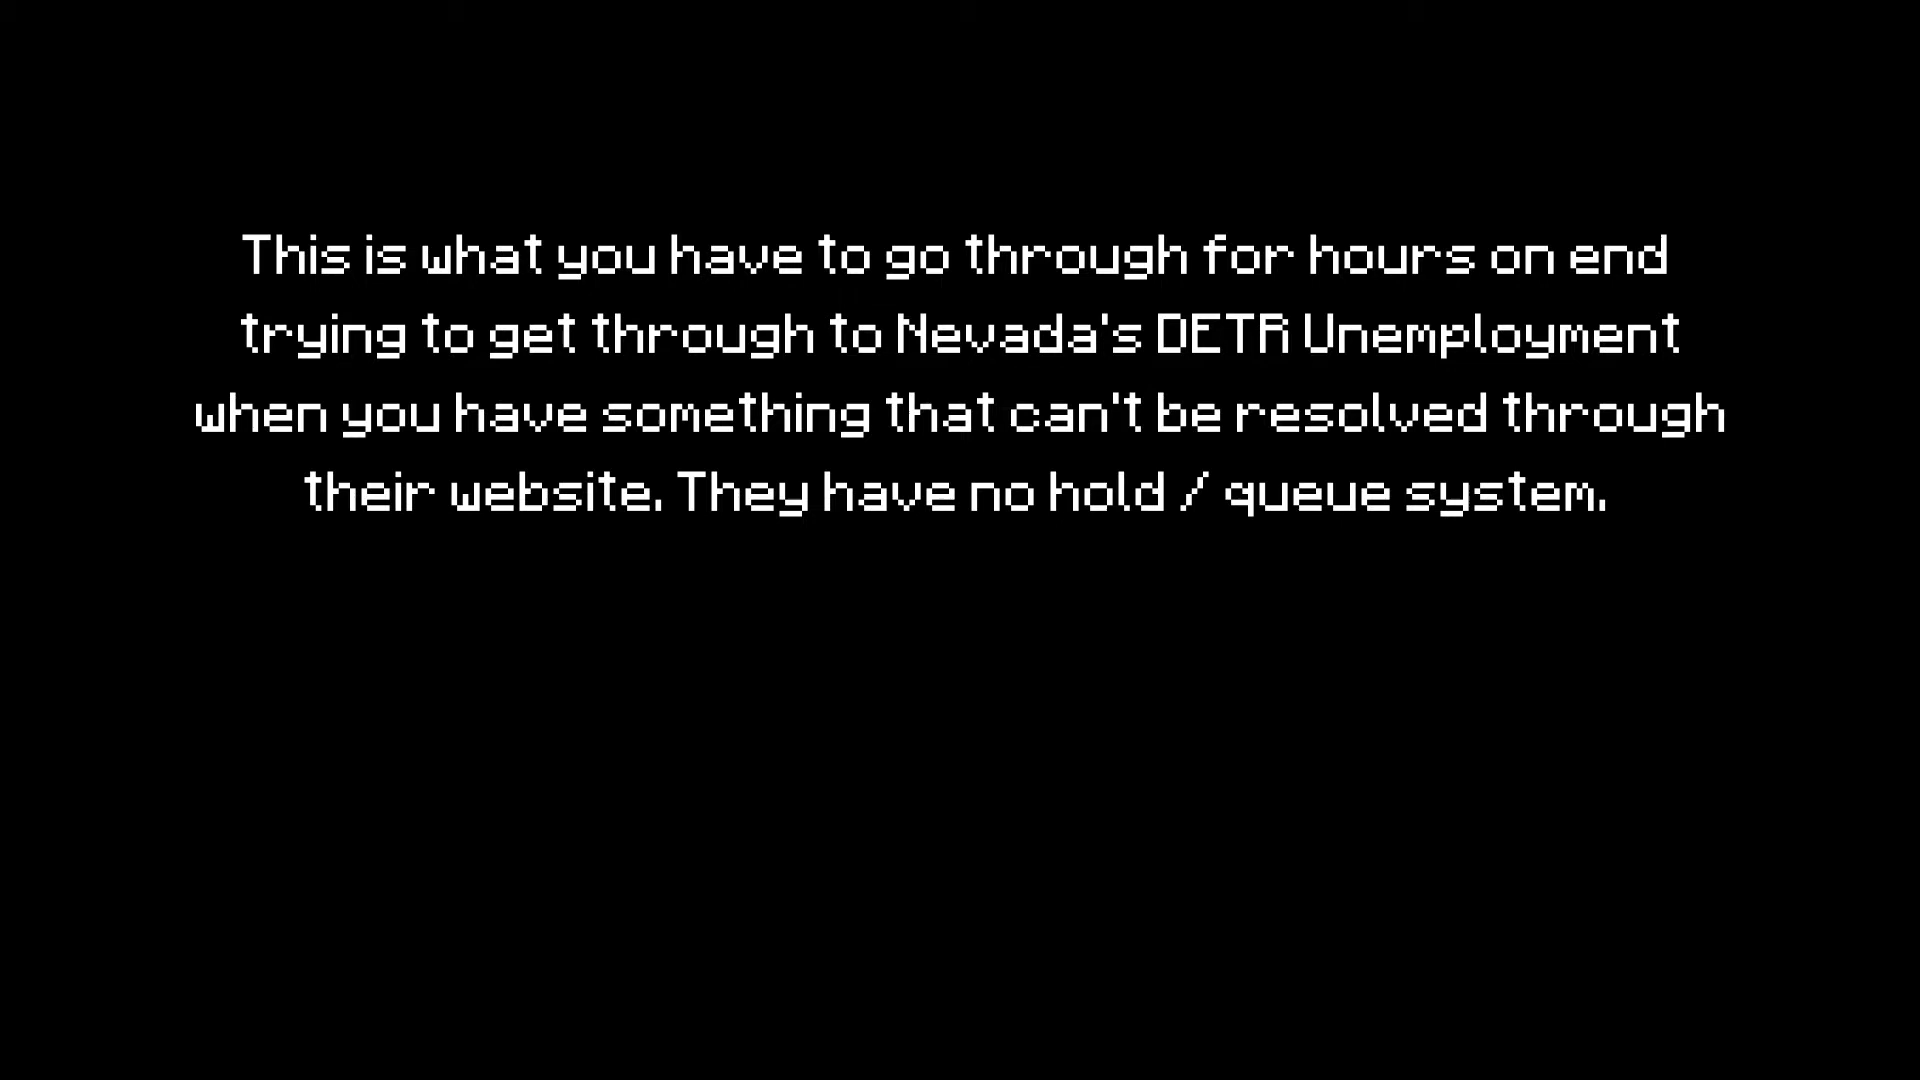 This is what you have to go through for hours on end
trying to get through to Nevada's DETR Unemployment
when you have something that can't be resolved through
their website. They have no hold / queue system.